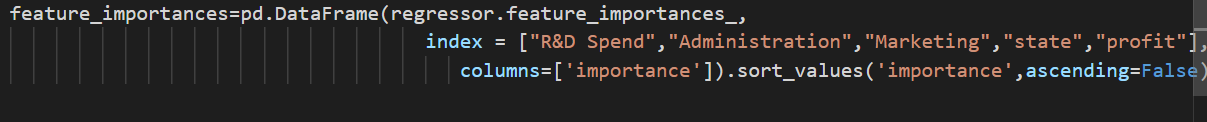 feature_importances=pd.DataFrame(regressor.feature_importances_,
index = ["R&D Spend","Administration","Marketing","state","profit"],
columns=['importance']).sort_values('importance',ascending=False)